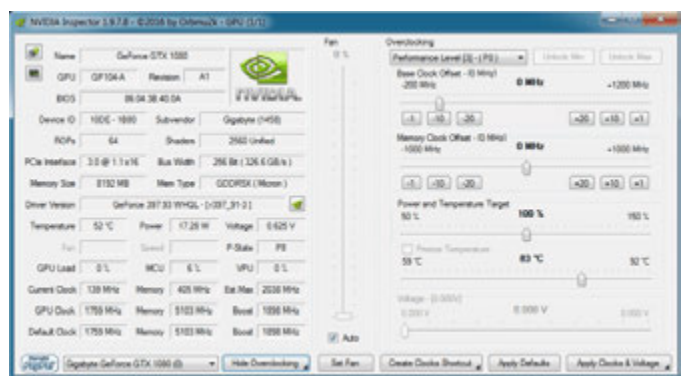 NVIDIA Inspector 1.9.7.8 - ©2016 by Orbmu2k - GPU (1/1)
Name GeForce GTX 1080
GPU GP104-A Revision A1
BIOS 86.04.3B.40.0A
NVIDIA
Device ID Subvendor Gigabyte (1458)
ROPs 64 Shaders 2560 Unified
PCIe Interface 3.0 @ 1.1 x16 Bus Width 256 Bit ( 326.6 GB/s )
Memory Size 8192 MB Mem Type GDDR5X ( Micron )
Driver Version
Temperature 52 °C Power 17.28 W Voltage 0.625 V
Fan Speed P-State P8
GPU Load 0 % MCU 6 % VPU 0 %
Current Clock 139 MHz Memory 405 MHz Est.Max 2038 MHz
GPU Clock 1759 MHz Memory 5103 MHz Boost 1898 MHz
Default Clock 1759 MHz Memory 5103 MHz Boost 1898 MHz
Gigabyte GeForce GTX 1080 (0)
Hide Overclocking
Fan
0 %
Auto
Set Fan
Overclocking
Performance Level [3] - ( P0 ) Unlock Min Unlock Max
Base Clock Offset - [0 MHz]
-200 MHz 0 MHz +1200 MHz
-1 -10 -20 +20 +10 +1
Memory Clock Offset - [0 MHz]
-1000 MHz 0 MHz +1000 MHz
-1 -10 -20 +20 +10 +1
Power and Temperature Target
50 % 100 % 150 %
59 °C 83 °C 92 °C
Voltage - [0.000V]
0.000 V 0.000 V 0.000 V
Create Clocks Shortcut Apply Defaults Apply Clocks & Voltage